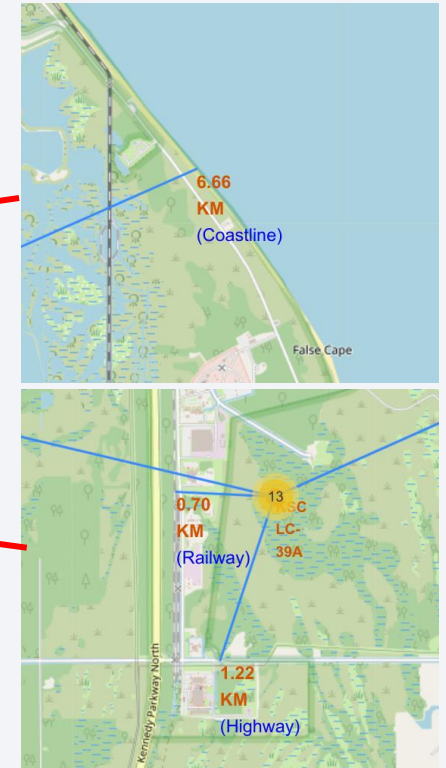 6.66
KM
(Coastline)
False Cape
13
KSC
LC-
39A
0.70
KM
(Railway)
1.22
KM
(Highway)
Kennedy Parkway North